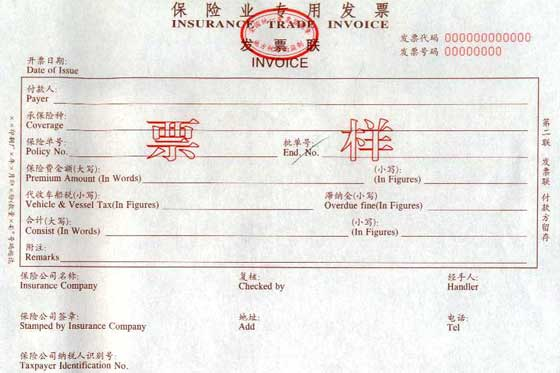 保险业专用发票
INSURANCE TRADE INVOICE
发票联
INVOICE
发票代码 000000000000
发票号码 00000000
开票日期:
Date of Issue
付款人:
Payer
承保险种:
Coverage
保险单号: 批单号:
Policy No. End. No.
票样
保险费金额(大写): (小写):
Premium Amount (In Words) (In Figures)
代收车船税(小写): 滞纳金(小写)
Vehicle & Vessel Tax(In Figures) Overdue fine(In Figures)
合计(大写): (小写):
Consist (In Words) (In Figures)
附注:
Remarks
第二联 发票联 付款方留存
保险公司名称: 复核: 经手人:
Insurance Company Checked by Handler
保险公司签章: 地址: 电话:
Stamped by Insurance Company Add Tel
保险公司纳税人识别号:
Taxpayer Identification No.